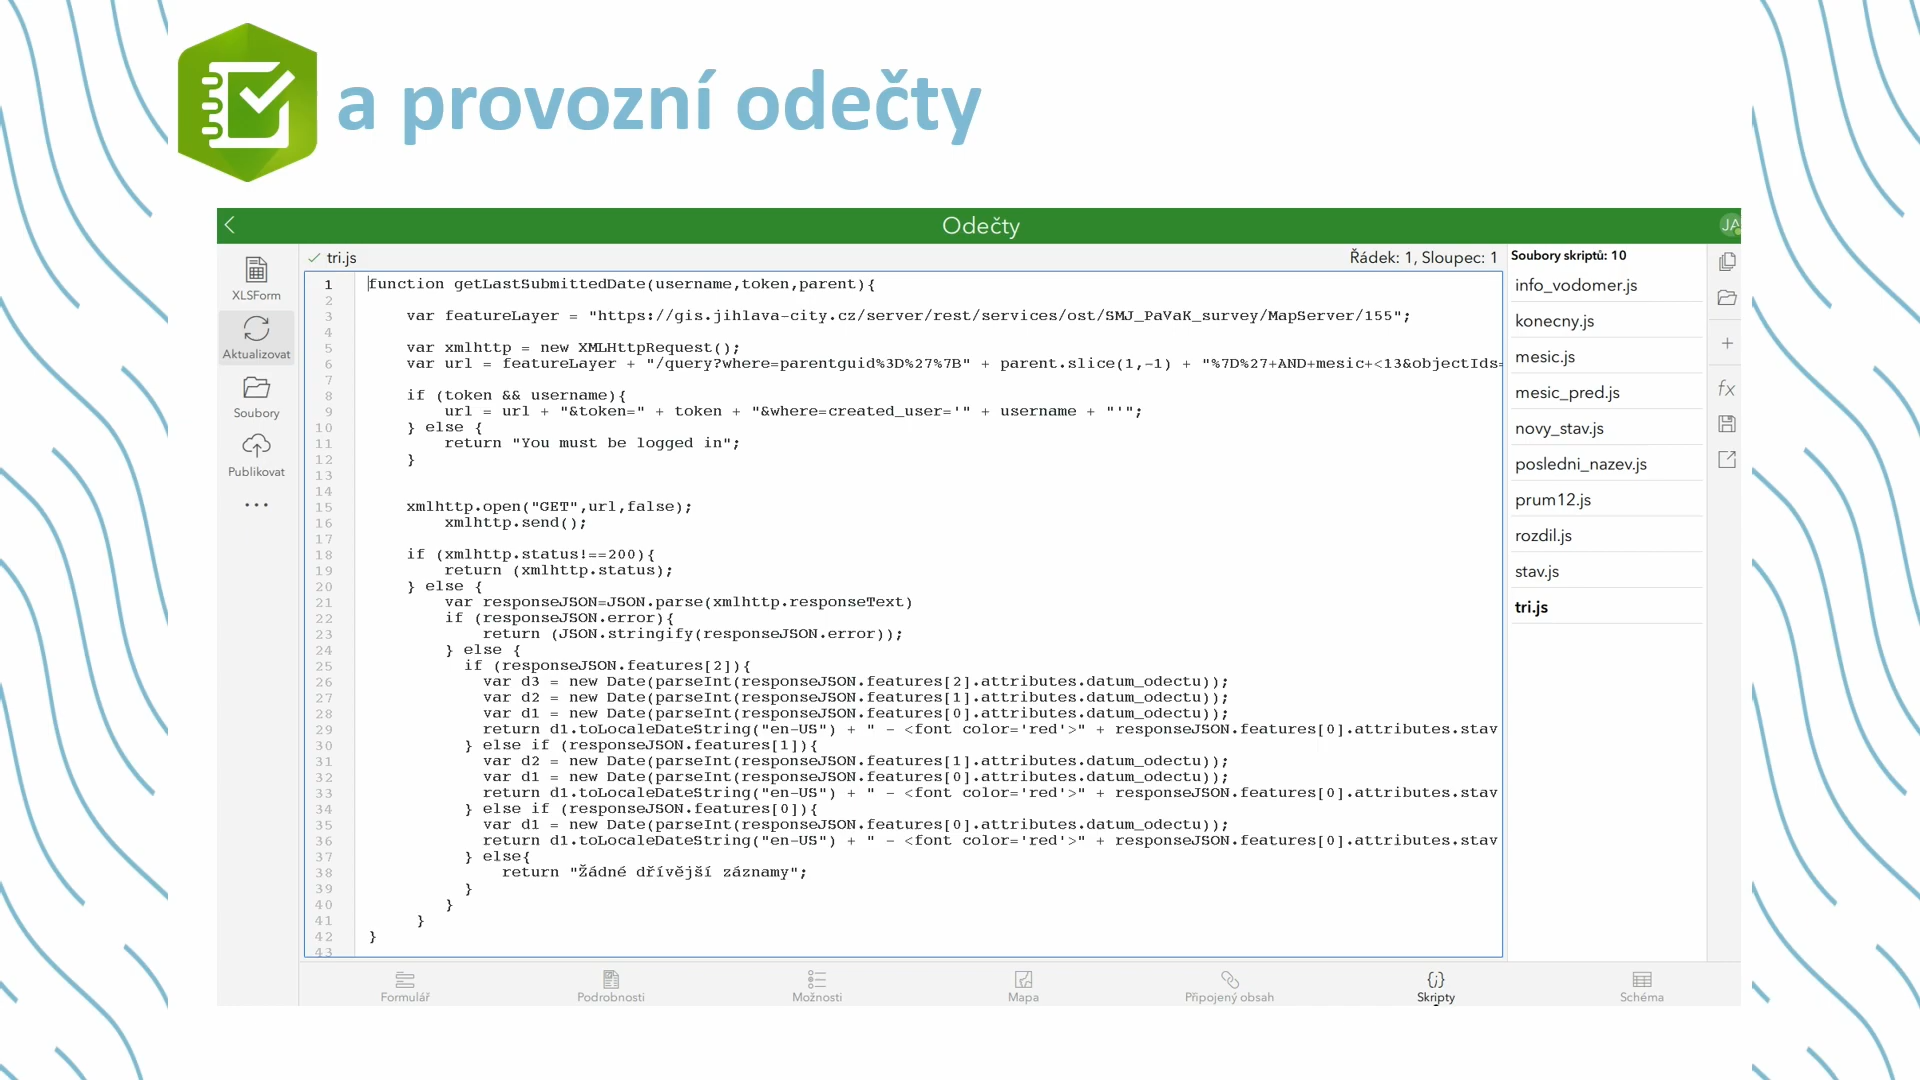 a provozní odečty
Odečty
JA
XLSForm
Aktualizovat
Soubory
Publikovat
tri.js
Řádek: 1, Sloupec: 1
1 function getLastSubmittedDate(username,token,parent){
2
3 var featureLayer = "https://gis.jihlava-city.cz/server/rest/services/ost/SMJ_PaVaK_survey/MapServer/155";
4
5 var xmlhttp = new XMLHttpRequest();
6 var url = featureLayer + "/query?where=parentguid%3D%27%7B" + parent.slice(1,-1) + "%7D%27+AND+mesic+<13&objectIds=
7
8 if (token && username){
9 url = url + "&token=" + token + "&where=created_user='" + username + "'";
10 } else {
11 return "You must be logged in";
12 }
13
14
15 xmlhttp.open("GET",url,false);
16 xmlhttp.send();
17
18 if (xmlhttp.status!==200){
19 return (xmlhttp.status);
20 } else {
21 var responseJSON=JSON.parse(xmlhttp.responseText)
22 if (responseJSON.error){
23 return (JSON.stringify(responseJSON.error));
24 } else {
25 if (responseJSON.features[2]){
26 var d3 = new Date(parseInt(responseJSON.features[2].attributes.datum_odectu));
27 var d2 = new Date(parseInt(responseJSON.features[1].attributes.datum_odectu));
28 var d1 = new Date(parseInt(responseJSON.features[0].attributes.datum_odectu));
29 return d1.toLocaleDateString("en-US") + " - <font color='red'>" + responseJSON.features[0].attributes.stav
30 } else if (responseJSON.features[1]){
31 var d2 = new Date(parseInt(responseJSON.features[1].attributes.datum_odectu));
32 var d1 = new Date(parseInt(responseJSON.features[0].attributes.datum_odectu));
33 return d1.toLocaleDateString("en-US") + " - <font color='red'>" + responseJSON.features[0].attributes.stav
34 } else if (responseJSON.features[0]){
35 var d1 = new Date(parseInt(responseJSON.features[0].attributes.datum_odectu));
36 return d1.toLocaleDateString("en-US") + " - <font color='red'>" + responseJSON.features[0].attributes.stav
37 } else{
38 return "Žádné dřívější záznamy";
39 }
40 }
41 }
42 }
43
Soubory skriptů: 10
info_vodomer.js
konecny.js
mesic.js
mesic_pred.js
novy_stav.js
posledni_nazev.js
prum12.js
rozdil.js
stav.js
tri.js
fx
Formulář
Podrobnosti
Možnosti
Mapa
Připojený obsah
Skripty
Schéma